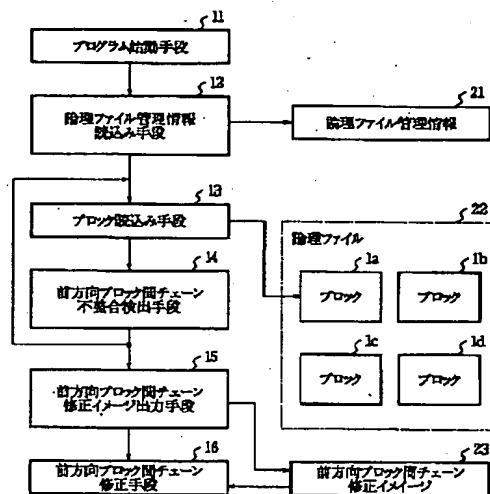 11
プログラム始動手段
12
論理ファイル管理情報
読込み手段
21
論理ファイル管理情報
13
ブロック読込み手段
22
論理ファイル
1a
ブロック
1b
ブロック
14
前方向ブロック間チェーン
不整合検出手段
1c
ブロック
1d
ブロック
15
前方向ブロック間チェーン
修正イメージ出力手段
16
前方向ブロック間チェーン
修正手段
23
前方向ブロック間チェーン
修正イメージ